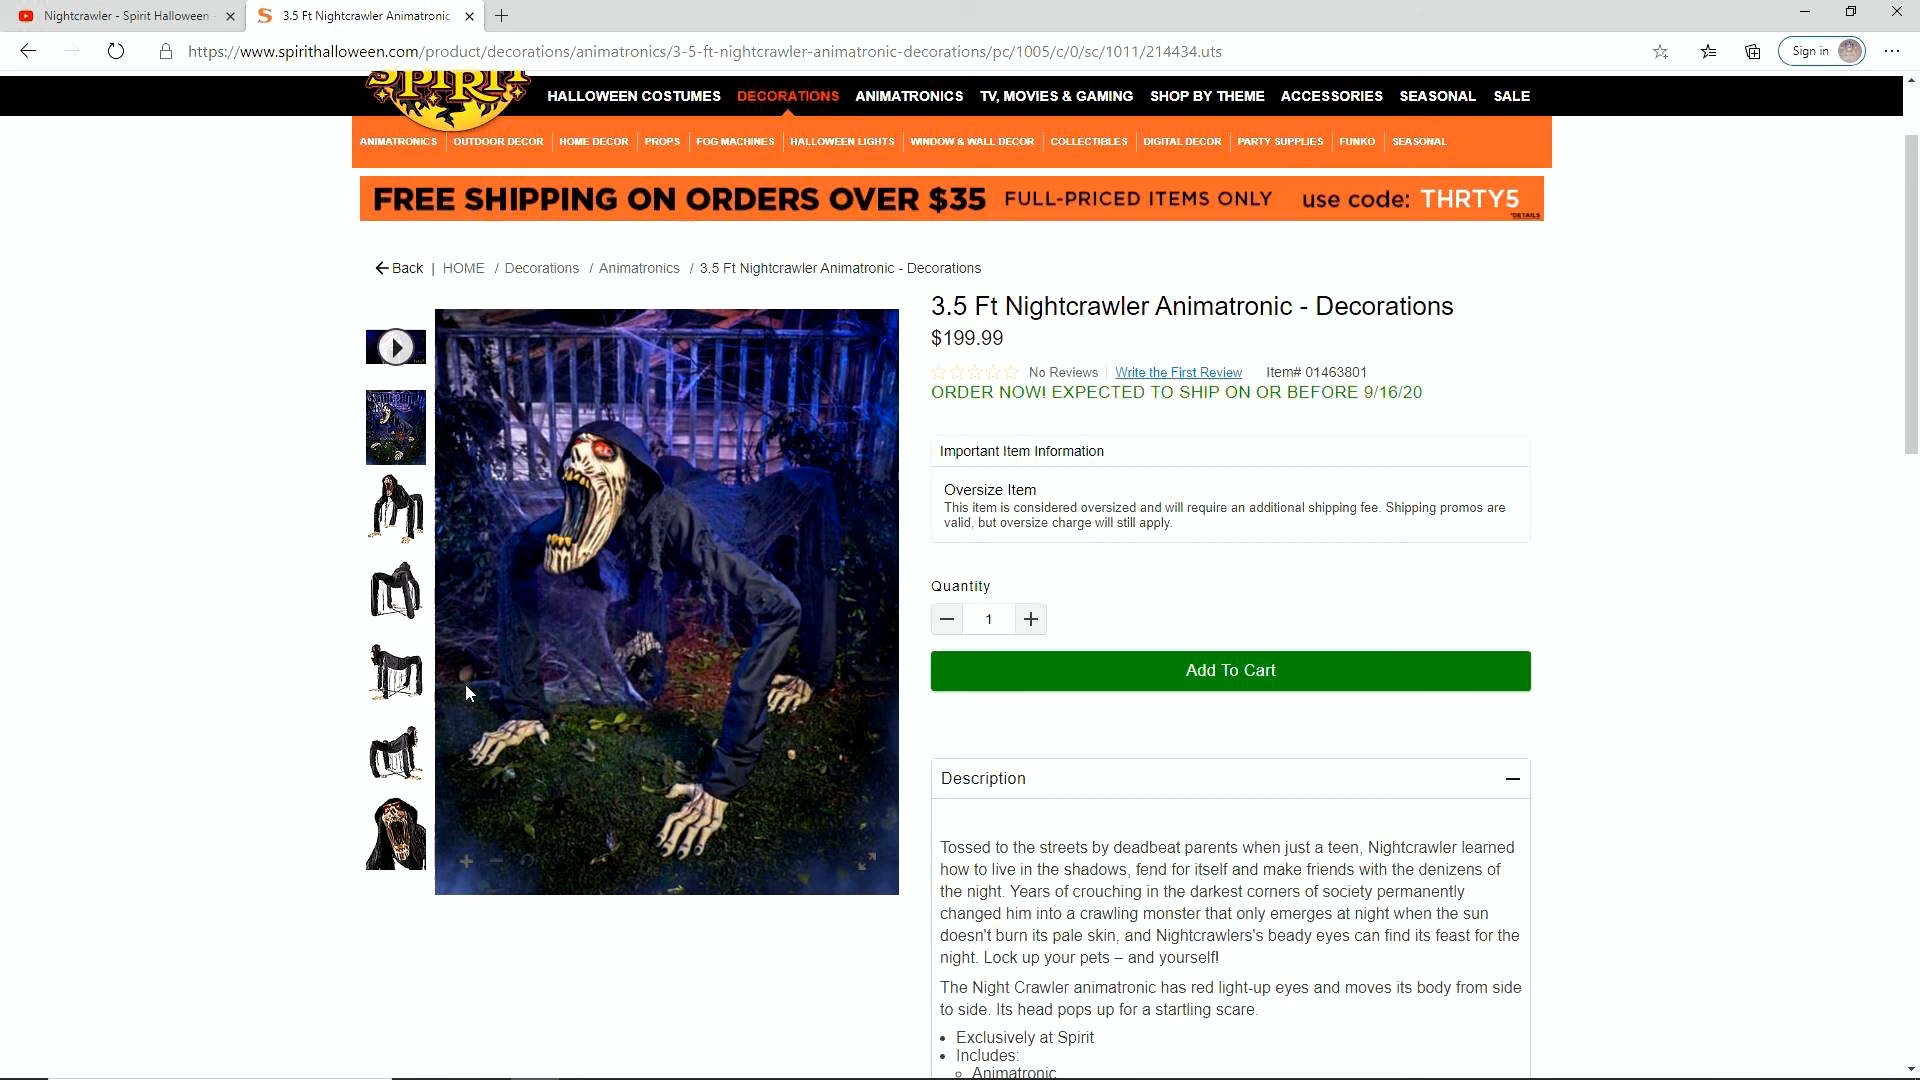 Nightcrawler - Spirit Halloween
3.5 Ft Nightcrawler Animatronic
Sign in
https://www.spirithalloween.com/product/decorations/animatronics/3-5-ft-nightcrawler-animatronic-decorations/pc/1005/c/0/sc/1011/214434.uts
SPIRIT
HALLOWEEN COSTUMES DECORATIONS ANIMATRONICS TV, MOVIES & GAMING SHOP BY THEME ACCESSORIES SEASONAL SALE
ANIMATRONICS OUTDOOR DECOR HOME DECOR PROPS FOG MACHINES HALLOWEEN LIGHTS WINDOW & WALL DECOR COLLECTIBLES DIGITAL DECOR PARTY SUPPLIES FUNKO SEASONAL
FREE SHIPPING ON ORDERS OVER $35 FULL-PRICED ITEMS ONLY use code: THRTY5
*DETAILS
Back | HOME / Decorations / Animatronics / 3.5 Ft Nightcrawler Animatronic - Decorations
3.5 Ft Nightcrawler Animatronic - Decorations
$199.99
No Reviews Write the First Review Item# 01463801
ORDER NOW! EXPECTED TO SHIP ON OR BEFORE 9/16/20
Important Item Information
Oversize Item
This item is considered oversized and will require an additional shipping fee. Shipping promos are
valid, but oversize charge will still apply.
Quantity
1
Add To Cart
Description
Tossed to the streets by deadbeat parents when just a teen, Nightcrawler learned
how to live in the shadows, fend for itself and make friends with the denizens of
the night. Years of crouching in the darkest corners of society permanently
changed him into a crawling monster that only emerges at night when the sun
doesn't burn its pale skin, and Nightcrawlers's beady eyes can find its feast for the
night. Lock up your pets – and yourself!
The Night Crawler animatronic has red light-up eyes and moves its body from side
to side. Its head pops up for a startling scare.
• Exclusively at Spirit
• Includes:
Animatronic